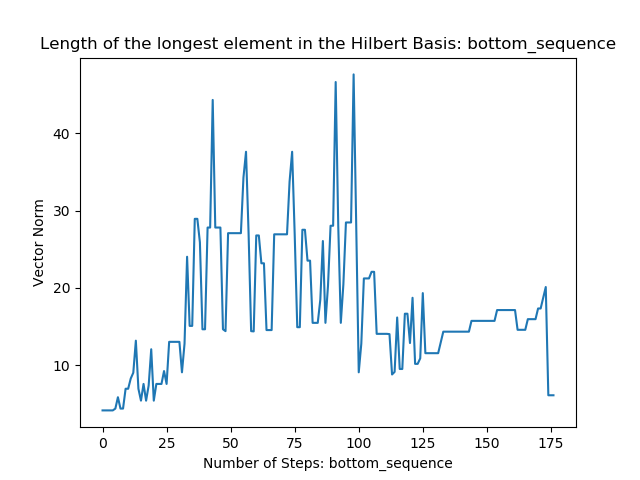 Length of the longest element in the Hilbert Basis: bottom_sequence
40
30
20
10
Vector Norm
0 25 50 75 100 125 150 175
Number of Steps: bottom_sequence